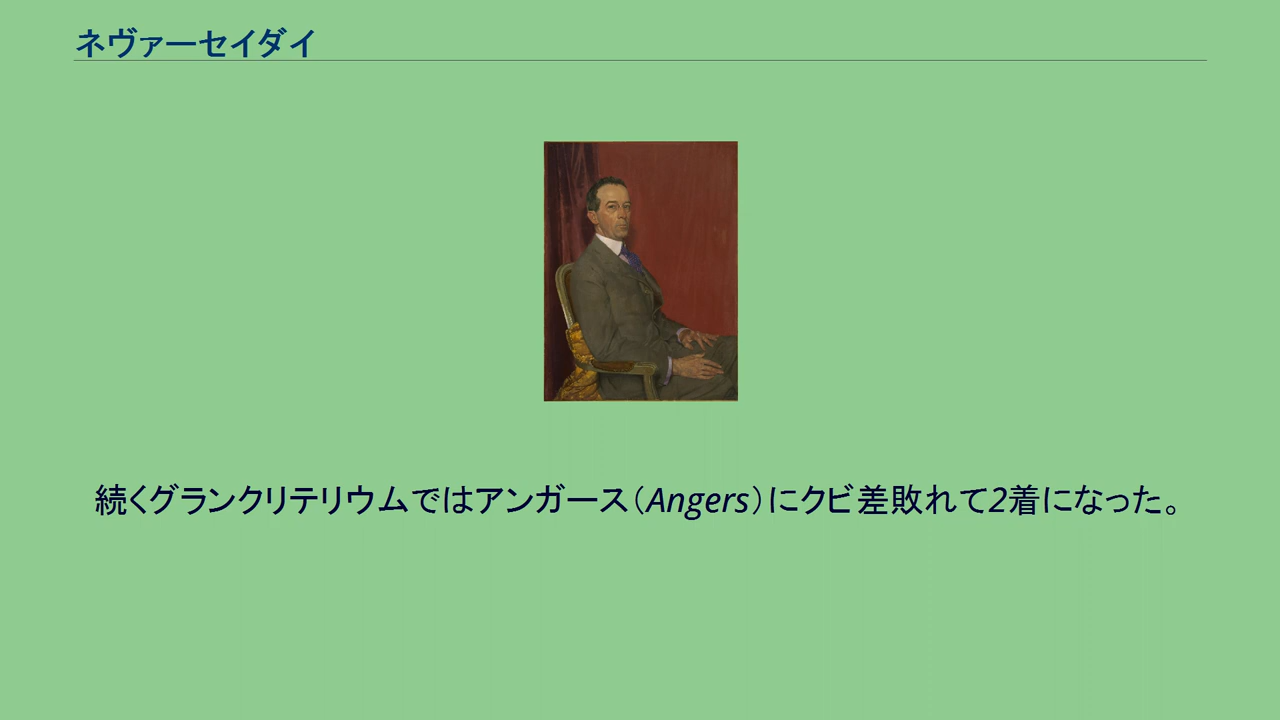 ネヴァーセイダイ
続くグランクリテリウムではアンガース（Angers）にクビ差敗れて2着になった。